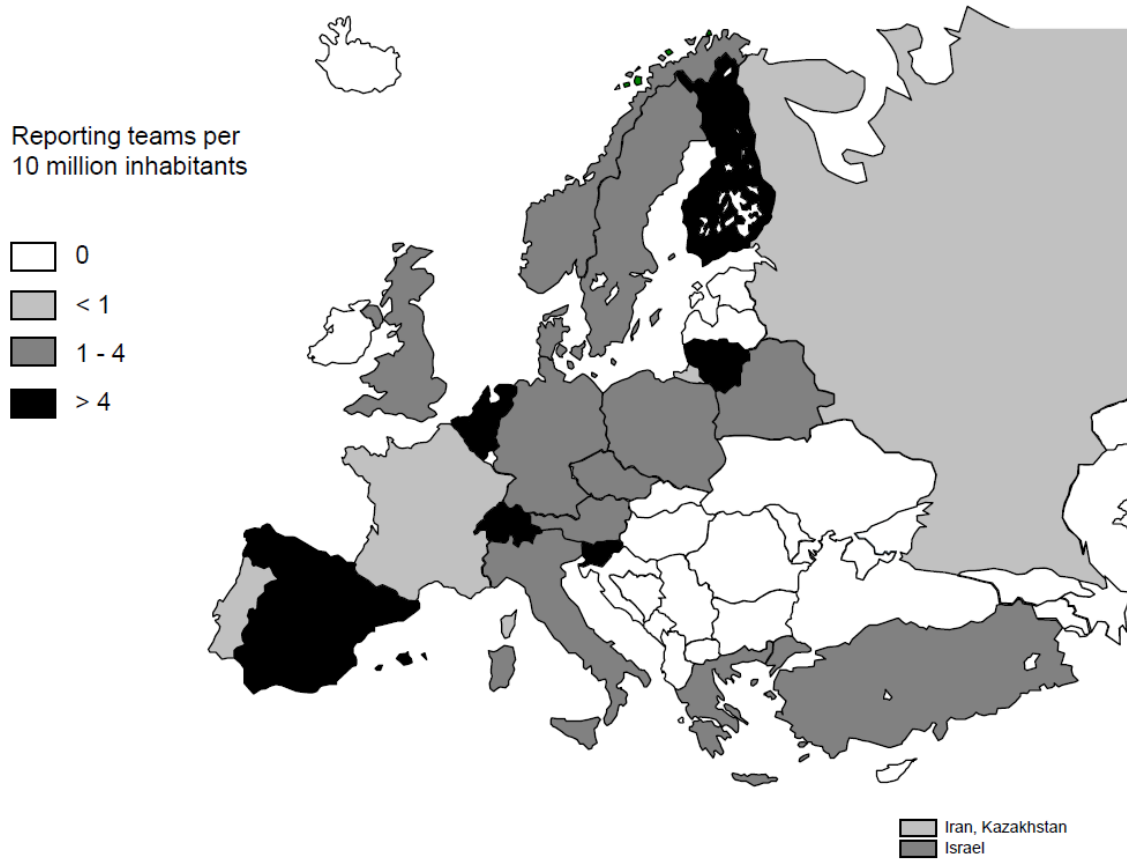 Reporting teams per
10 million inhabitants
0
< 1
1 - 4
> 4
Iran, Kazakhstan
Israel